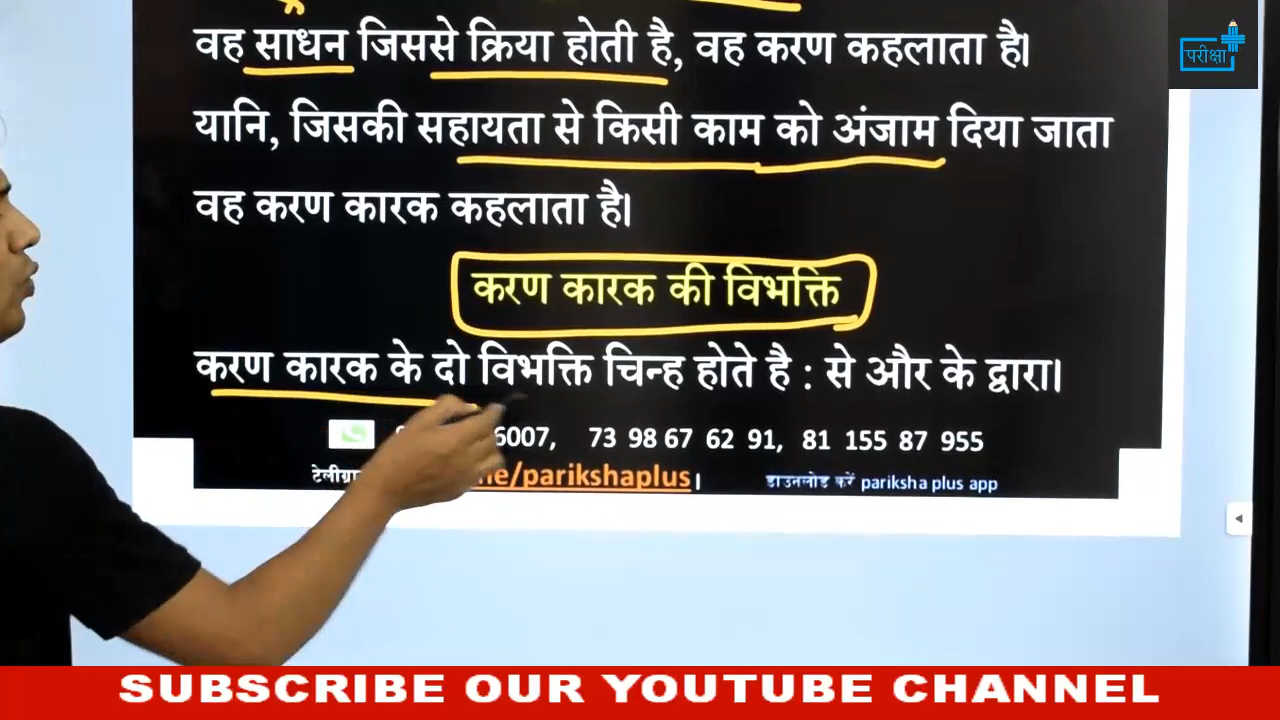 परीक्षा
वह साधन जिससे क्रिया होती है, वह करण कहलाता है।
यानि, जिसकी सहायता से किसी काम को अंजाम दिया जाता
वह करण कारक कहलाता है।
करण कारक की विभक्ति
करण कारक के दो विभक्ति चिन्ह होते है : से और के द्वारा।
6007, 73 98 67 62 91, 81 155 87 955
/parikshaplus। डाउनलोड करें pariksha plus app
SUBSCRIBE OUR YOUTUBE CHANNEL